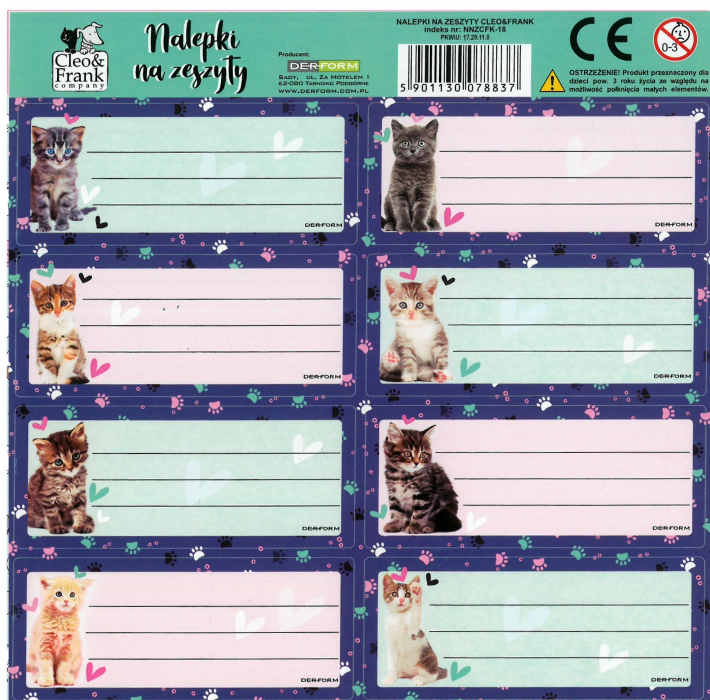 Cleo&
Frank
company
Nalepki
na zeszyty
Producent:
DERFORM
SADY, UL. ZA MOTELEM 1
62-080 TARNOWO PODGÓRNE
WWW.DERFORM.COM.PL
NALEPKI NA ZESZYTY CLEO&FRANK
indeks nr: NNZCFK-18
PKWiU: 17.29.11.0
5 901130 078837
CE
0-3
OSTRZEŻENIE! Produkt przeznaczony dla
dzieci pow. 3 roku życia ze względu na
możliwość połknięcia małych elementów.
DERFORM
DERFORM
DERFORM
DERFORM
DERFORM
DERFORM
DERFORM
DERFORM